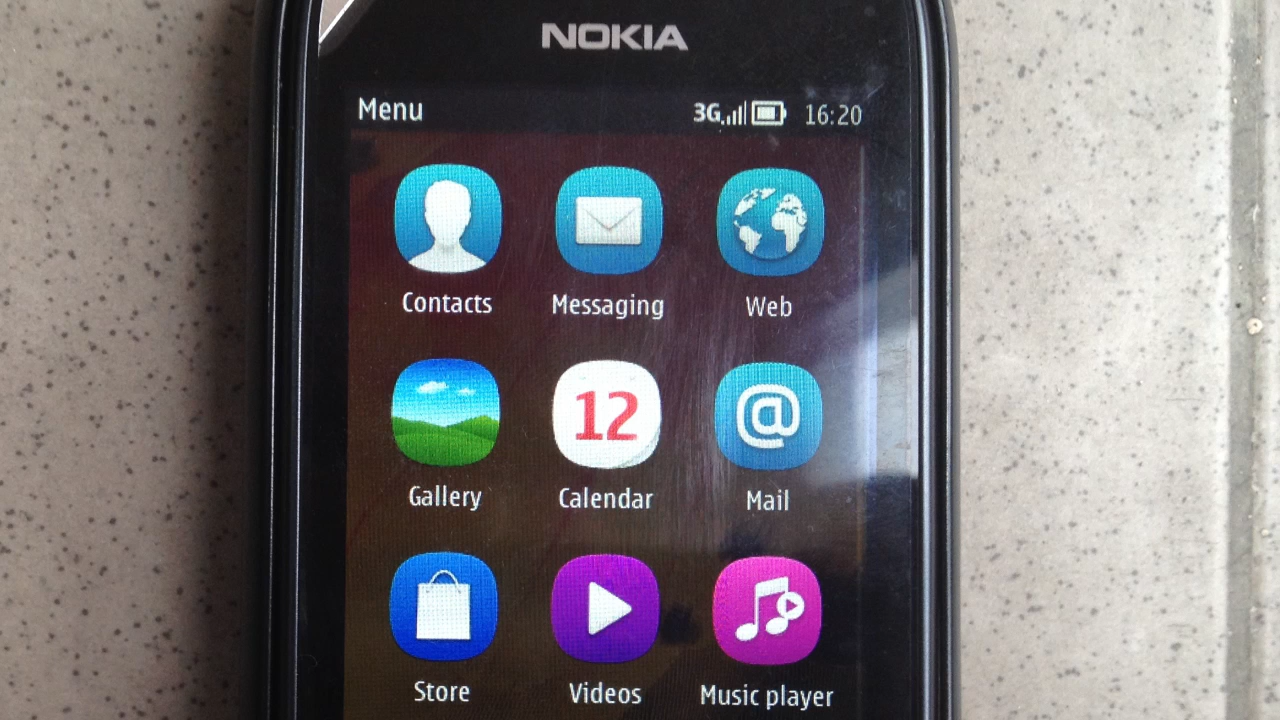 NOKIA
Menu 3G 16:20
Contacts Messaging Web
12 @
Gallery Calendar Mail
Store Videos Music player